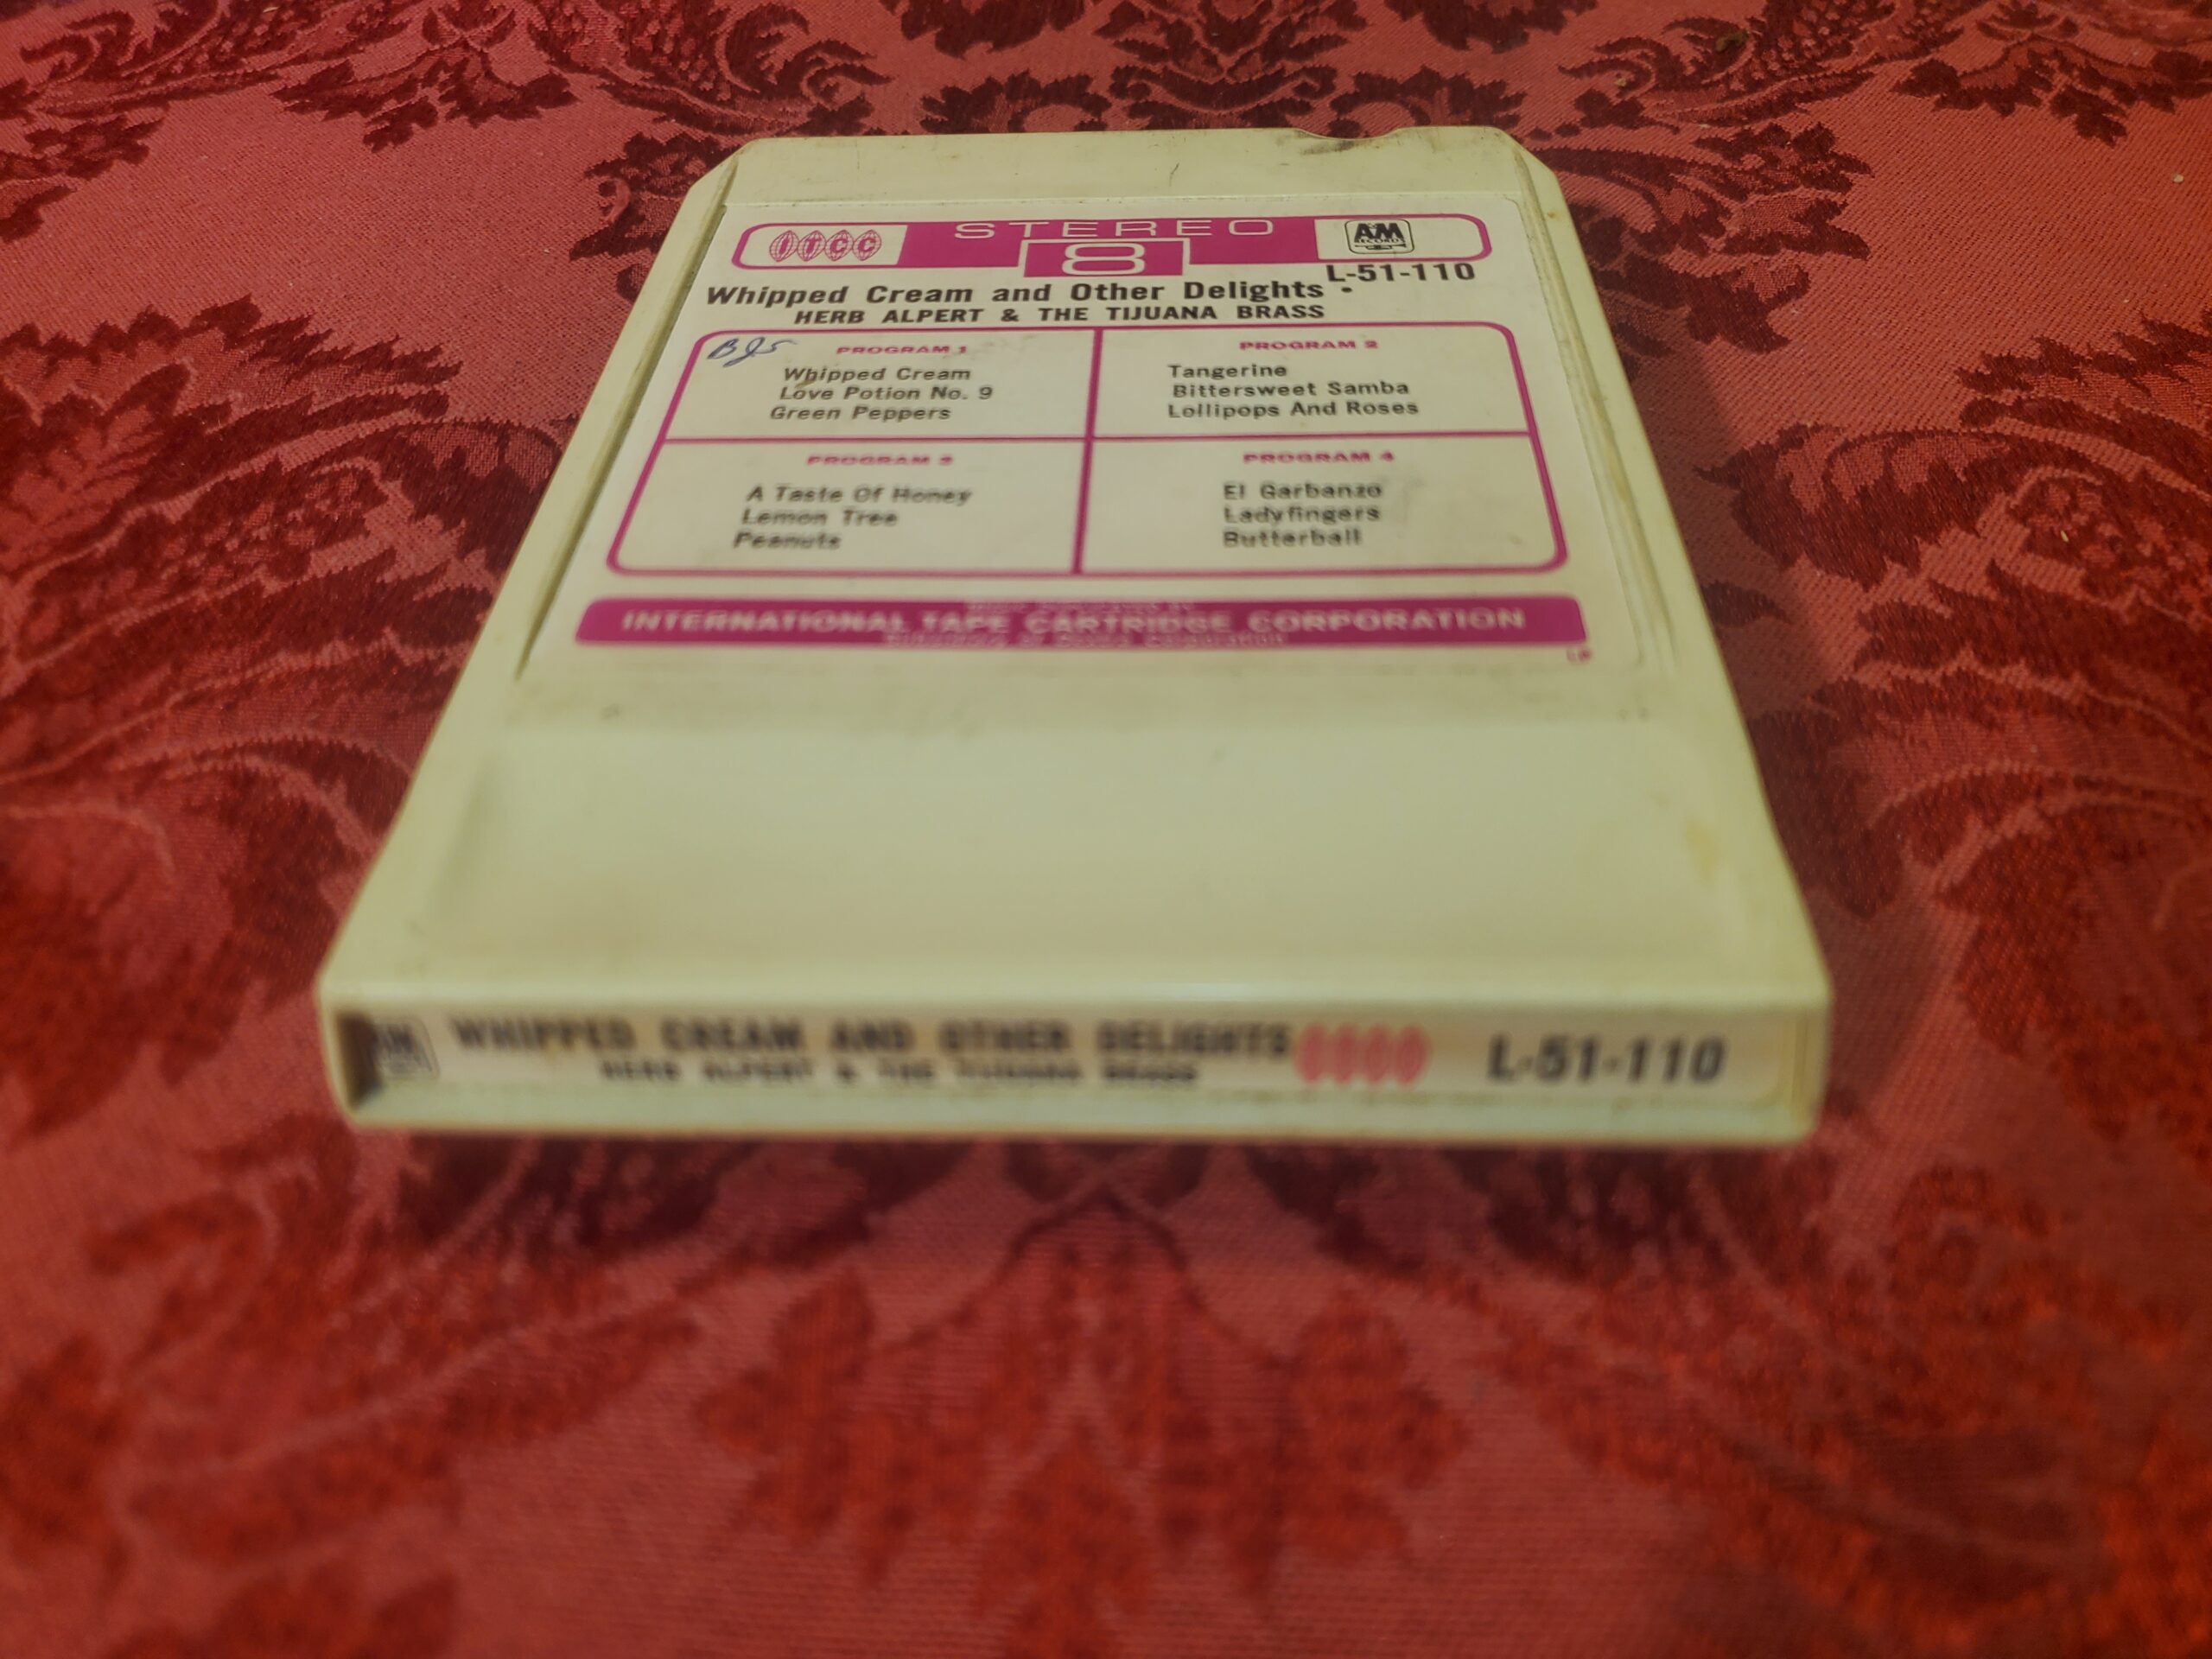 ITCC
STEREO
8
A&M
RECORDS
L-51-110
Whipped Cream and Other Delights •
HERB ALPERT & THE TIJUANA BRASS
PROGRAM 1
Whipped Cream
Love Potion No. 9
Green Peppers
PROGRAM 2
Tangerine
Bittersweet Samba
Lollipops And Roses
PROGRAM 3
A Taste Of Honey
Lemon Tree
Peanuts
PROGRAM 4
El Garbanzo
Ladyfingers
Butterball
INTERNATIONAL TAPE CARTRIDGE CORPORATION
WHIPPED CREAM AND OTHER DELIGHTS
HERB ALPERT & THE TIJUANA BRASS
L-51-110